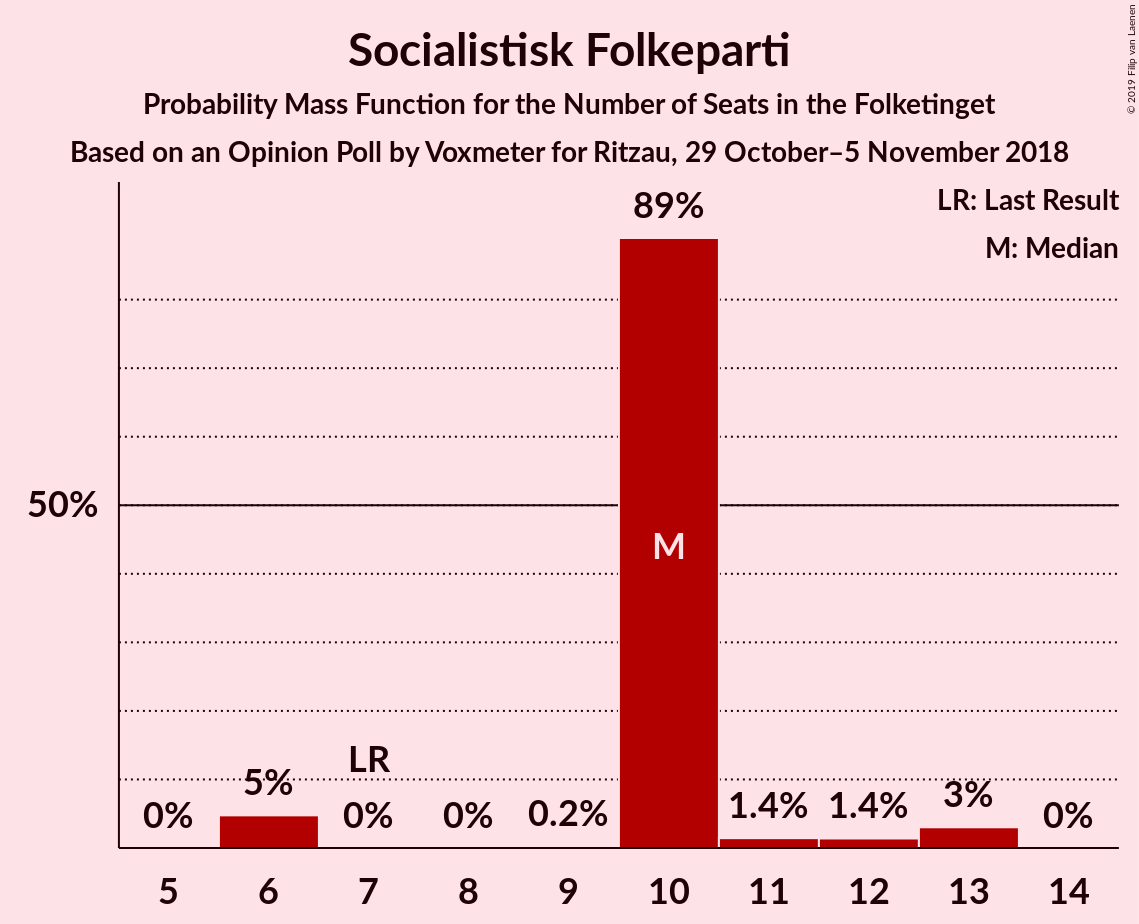 Socialistisk Folkeparti
Probability Mass Function for the Number of Seats in the Folketinget
Based on an Opinion Poll by Voxmeter for Ritzau, 29 October–5 November 2018
© 2019 Filip van Laenen
LR: Last Result
M: Median
89%
50%
M
LR
0%
5%
0%
0%
0.2%
1.4%
1.4%
3%
0%
5
6
7
8
9
10
11
12
13
14